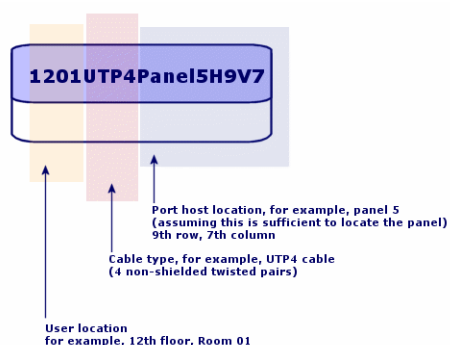 1201UTP4Panel5H9V7
Port host location, for example, panel 5
(assuming this is sufficient to locate the panel)
9th row, 7th column
Cable type, for example, UTP4 cable
(4 non-shielded twisted pairs)
User location
for example, 12th floor, Room 01